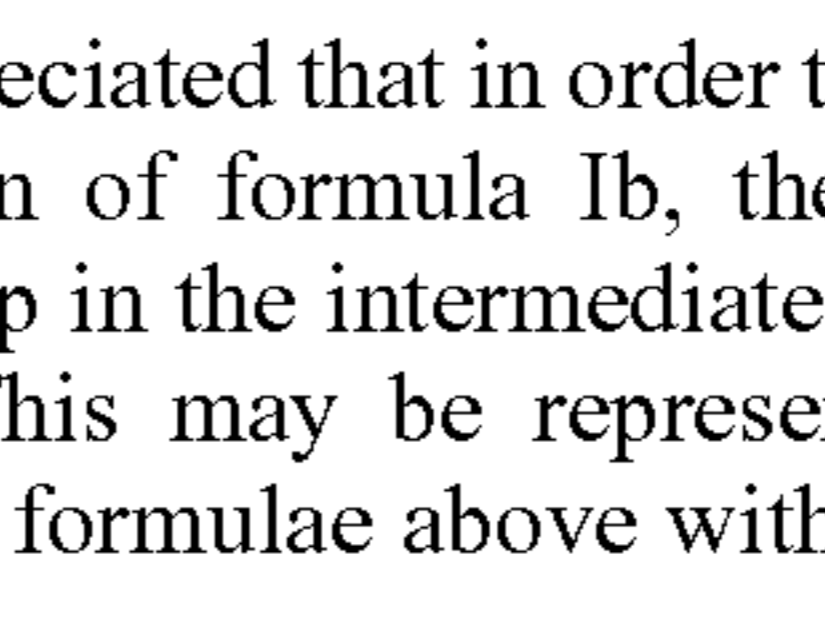 eciated that in order t
n of formula Ib, the
p in the intermediate
his may be represe
formulae above with